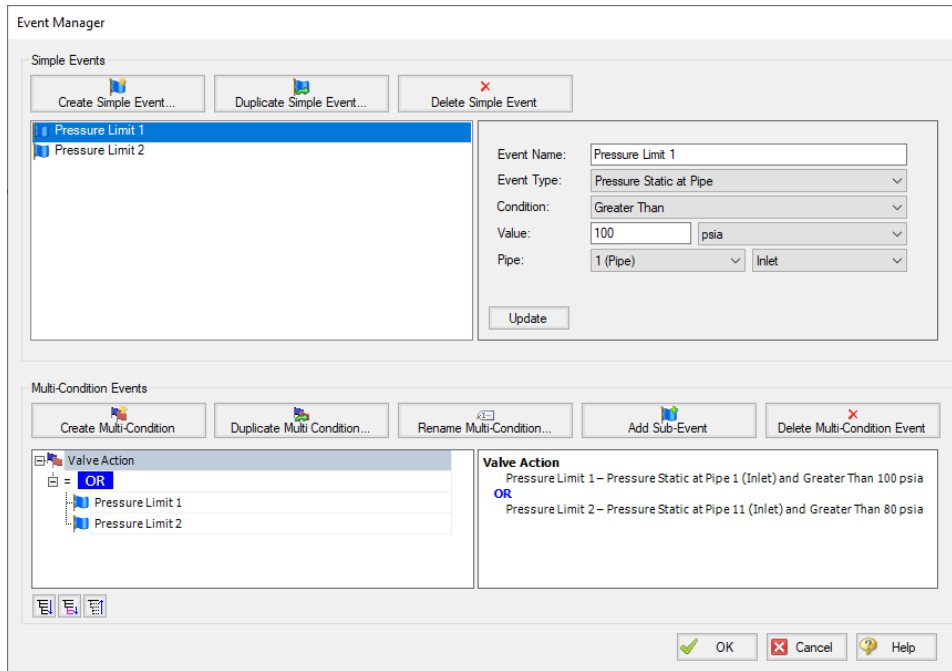 Event Manager
Simple Events
Create Simple Event...
Duplicate Simple Event...
Delete Simple Event
Pressure Limit 1
Pressure Limit 2
Event Name: Pressure Limit 1
Event Type: Pressure Static at Pipe
Condition: Greater Than
Value: 100 psia
Pipe: 1 (Pipe) Inlet
Update
Multi-Condition Events
Create Multi-Condition
Duplicate Multi Condition...
Rename Multi-Condition...
Add Sub-Event
Delete Multi-Condition Event
Valve Action
= OR
Pressure Limit 1
Pressure Limit 2
Valve Action
Pressure Limit 1 – Pressure Static at Pipe 1 (Inlet) and Greater Than 100 psia
OR
Pressure Limit 2 – Pressure Static at Pipe 11 (Inlet) and Greater Than 80 psia
OK
Cancel
Help